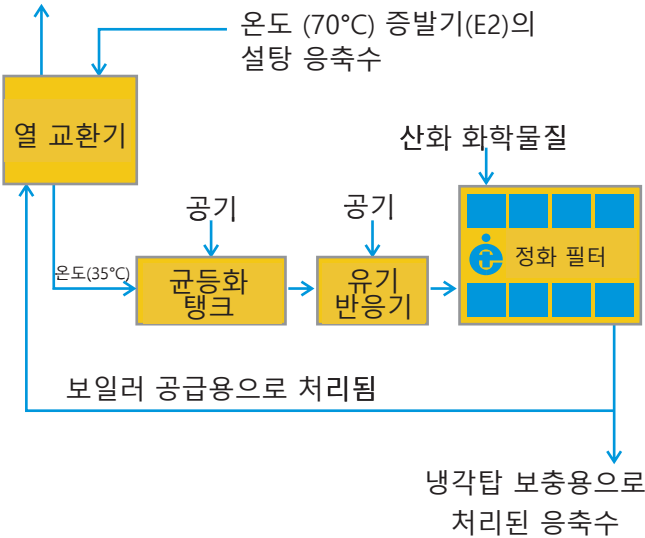 온도 (70°C) 증발기(E2)의
설탕 응축수
열 교환기
산화 화학물질
공기
공기
정화 필터
온도(35°C)
균등화
탱크
유기
반응기
보일러 공급용으로 처리됨
냉각탑 보충용으로
처리된 응축수